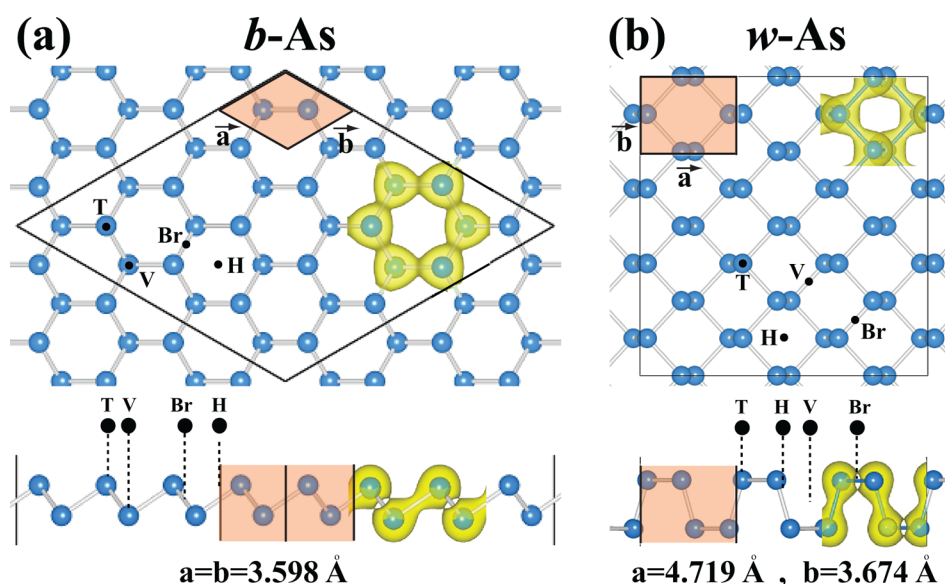 (a) b-As
a
b
T
Br
V
H
T V Br H
a=b=3.598 Å
(b) w-As
b
a
T
V
H
Br
T H V Br
a=4.719 Å , b=3.674 Å